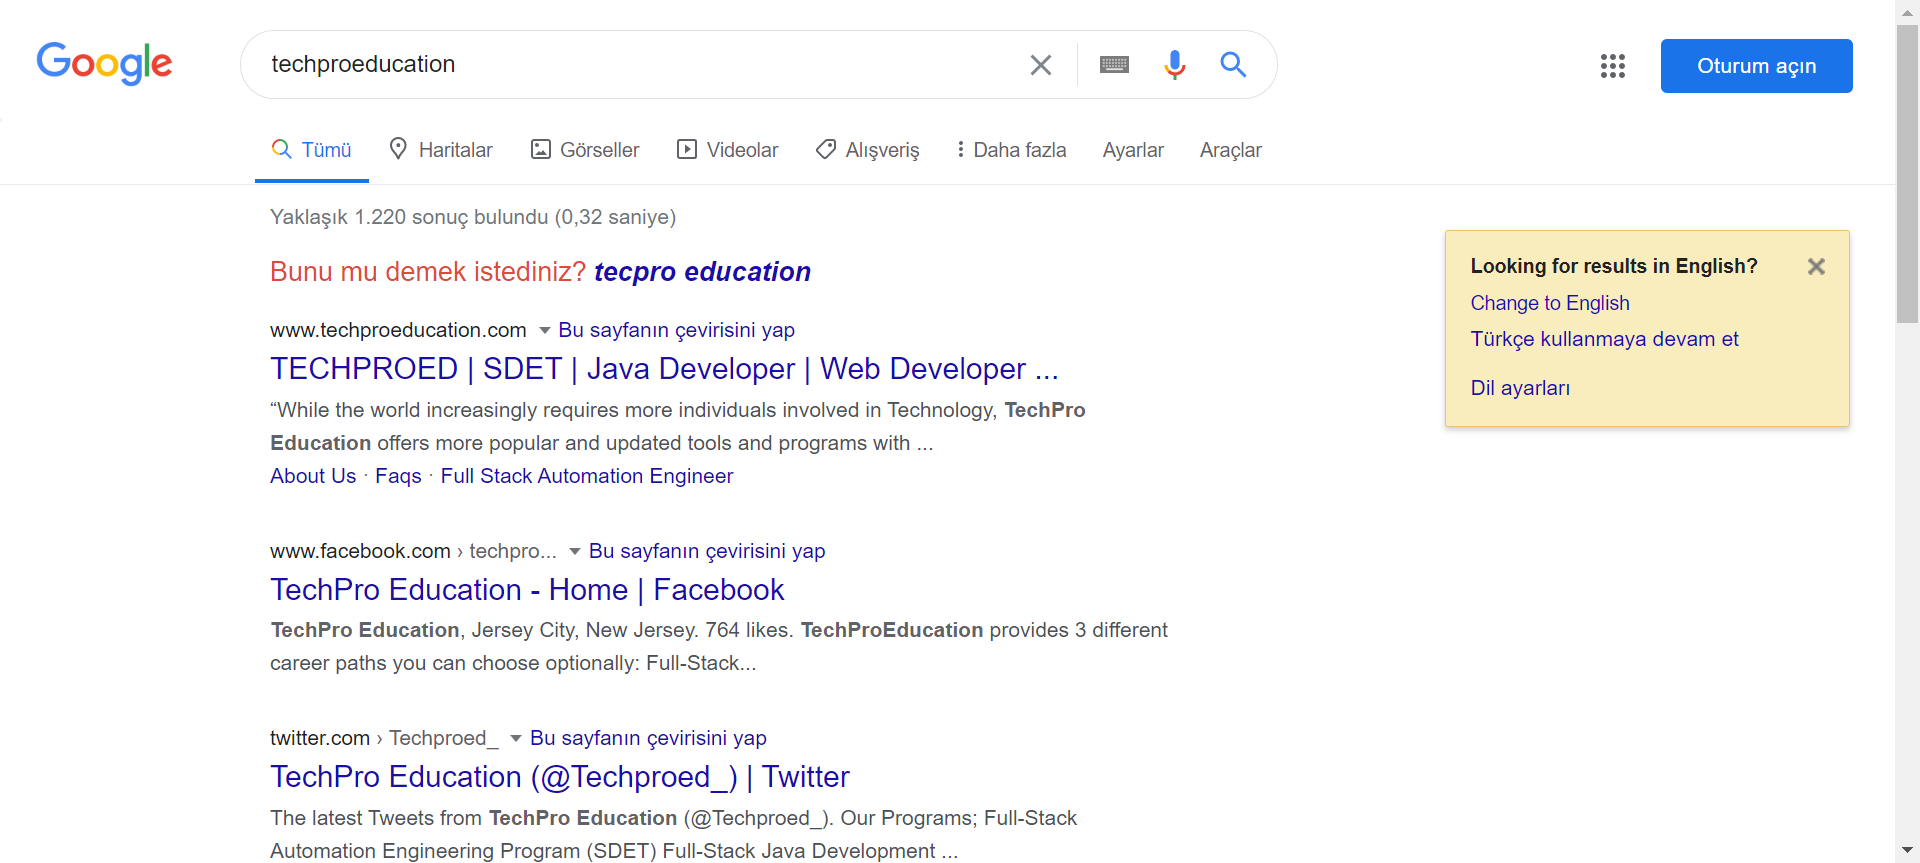 Google
techproeducation
Oturum açın
Tümü Haritalar Görseller Videolar Alışveriş Daha fazla Ayarlar Araçlar
Yaklaşık 1.220 sonuç bulundu (0,32 saniye)
Bunu mu demek istediniz? tecpro education
www.techproeducation.com Bu sayfanın çevirisini yap
TECHPROED | SDET | Java Developer | Web Developer ...
“While the world increasingly requires more individuals involved in Technology, TechPro
Education offers more popular and updated tools and programs with ...
About Us · Faqs · Full Stack Automation Engineer
www.facebook.com › techpro... Bu sayfanın çevirisini yap
TechPro Education - Home | Facebook
TechPro Education, Jersey City, New Jersey. 764 likes. TechProEducation provides 3 different
career paths you can choose optionally: Full-Stack...
twitter.com › Techproed_ Bu sayfanın çevirisini yap
TechPro Education (@Techproed_) | Twitter
The latest Tweets from TechPro Education (@Techproed_). Our Programs; Full-Stack
Automation Engineering Program (SDET) Full-Stack Java Development ...
Looking for results in English?
Change to English
Türkçe kullanmaya devam et
Dil ayarları